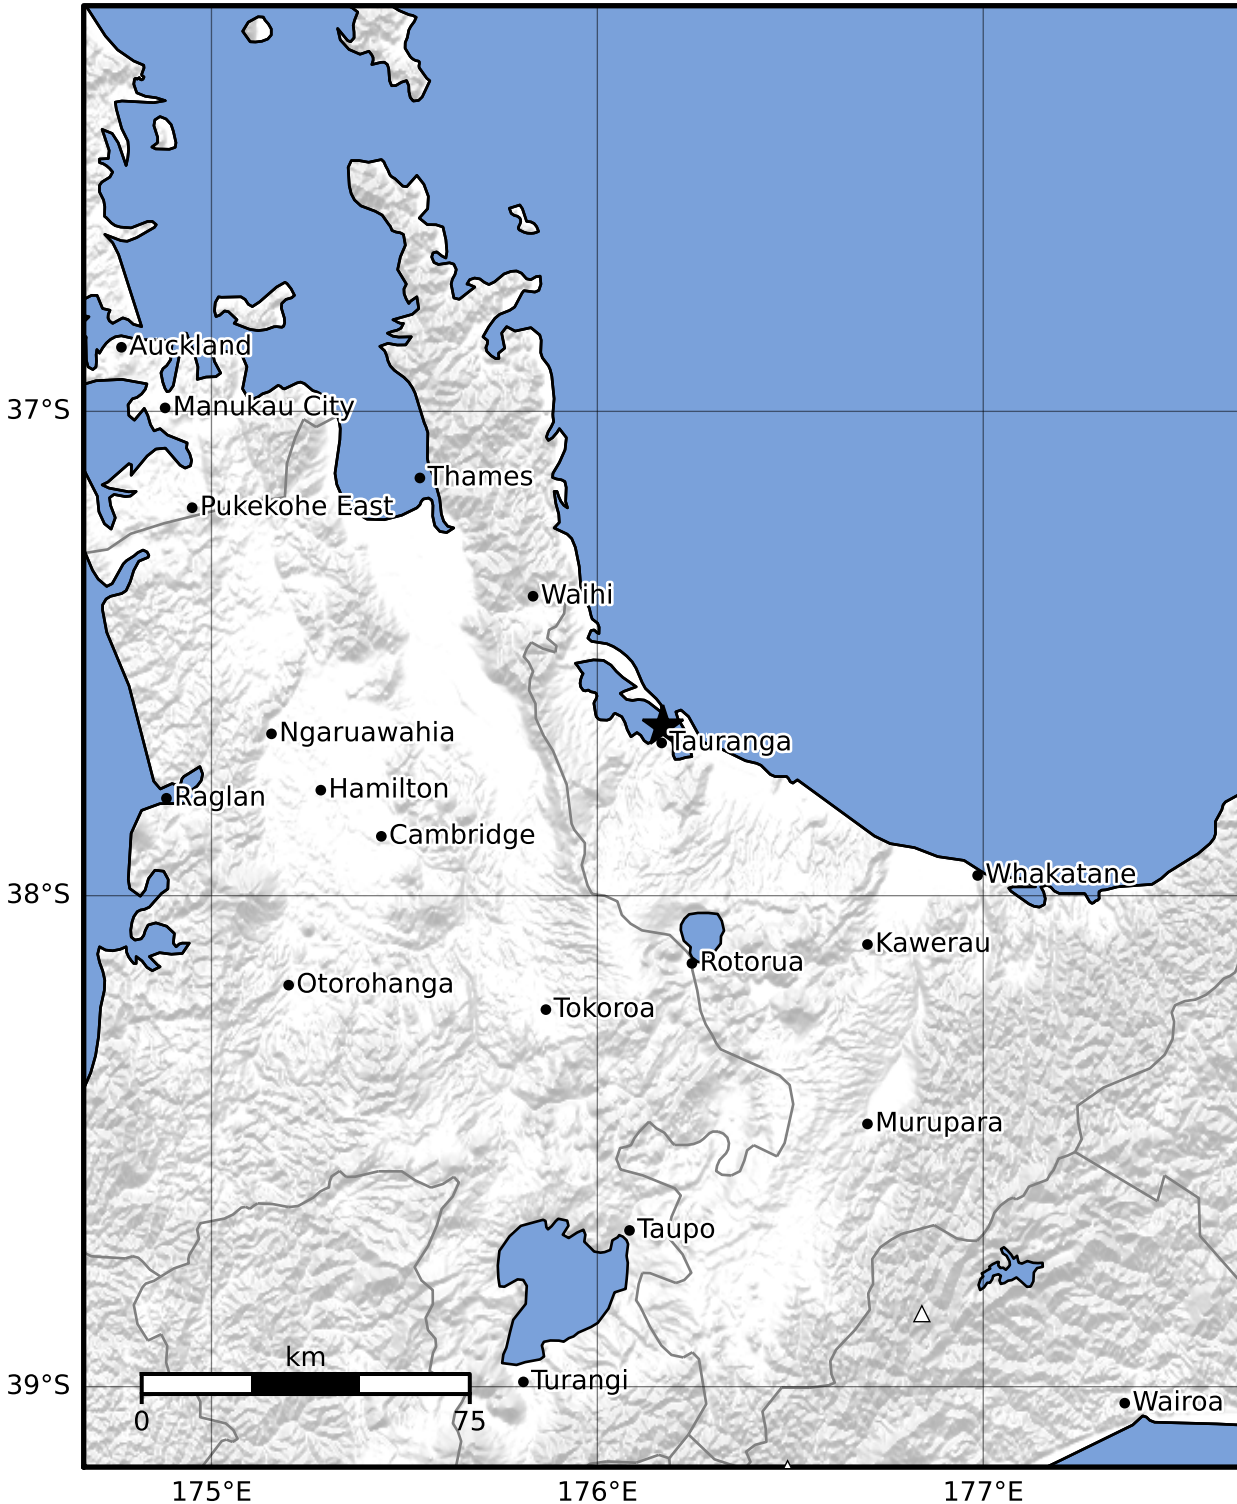 Auckland
Manukau City
37°S
Thames
Pukekohe East
Waihi
Ngaruawahia
Tauranga
Hamilton
Raglan
Cambridge
Whakatane
38°S
Kawerau
Rotorua
Otorohanga
Tokoroa
Murupara
Taupo
km
Turangi
39°S
Wairoa
0 75
175°E 176°E 177°E